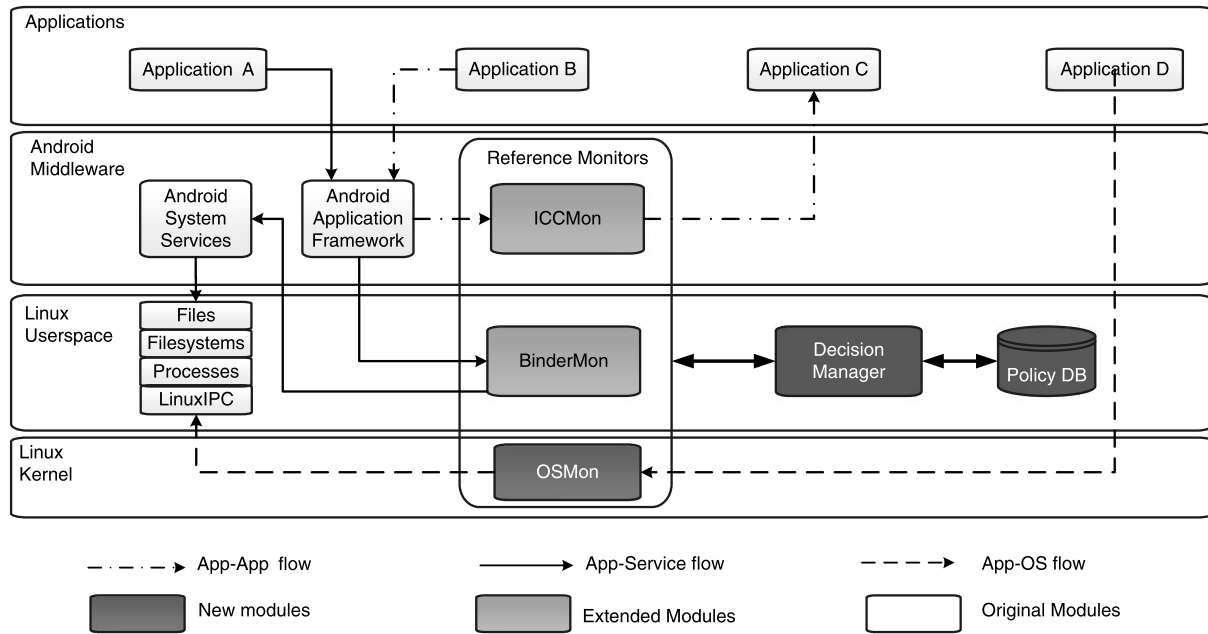 Applications
Application A
Application B
Application C
Application D
Android
Middleware
Reference Monitors
Android
System
Services
Android
Application
Framework
ICCMon
Linux
Userspace
Files
Filesystems
Processes
LinuxIPC
BinderMon
Decision
Manager
Policy DB
Linux
Kernel
OSMon
App-App flow
App-Service flow
App-OS flow
New modules
Extended Modules
Original Modules